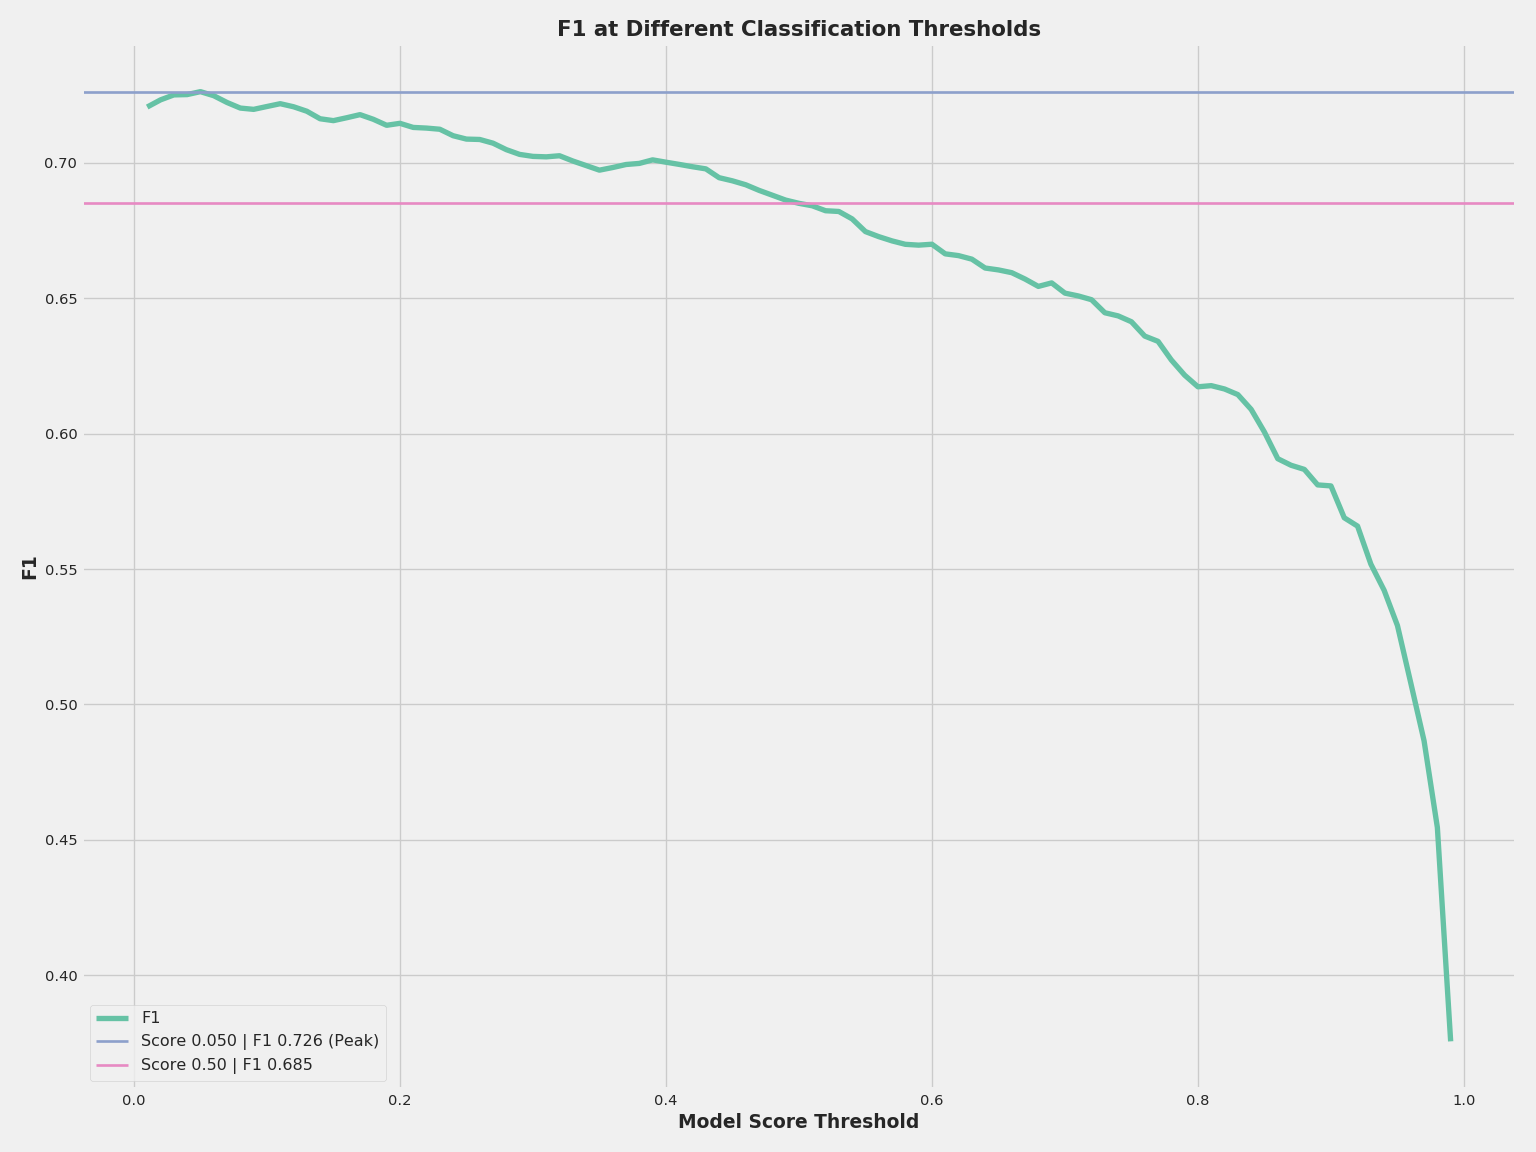 F1 at Different Classification Thresholds
F1
0.70
0.65
0.60
0.55
0.50
0.45
0.40
F1
Score 0.050 | F1 0.726 (Peak)
Score 0.50 | F1 0.685
0.0 0.2 0.4 0.6 0.8 1.0
Model Score Threshold